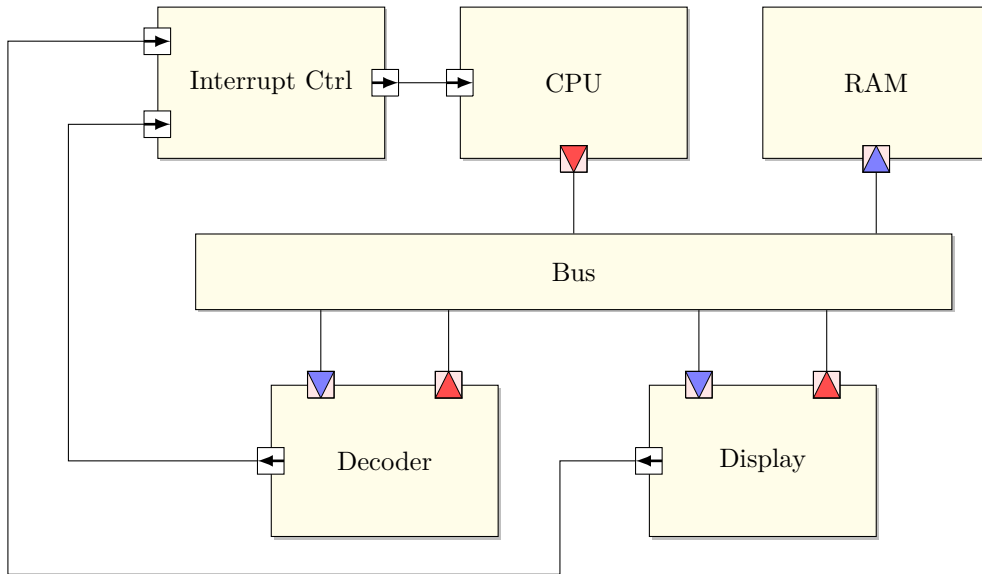 Interrupt Ctrl
CPU
RAM
Bus
Decoder
Display